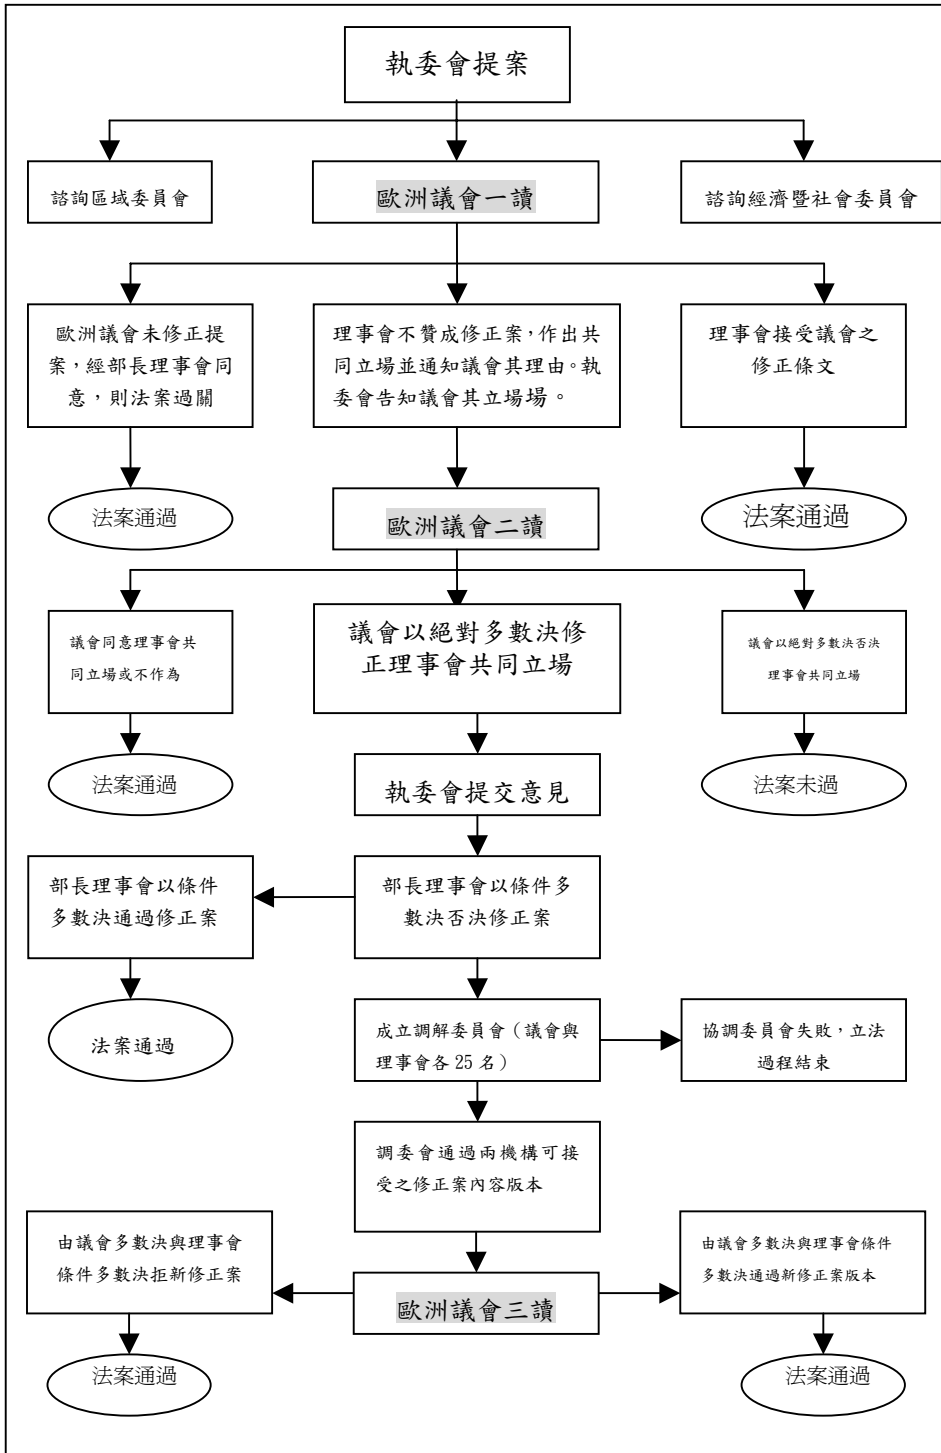 執委會提案
諮詢區域委員會
歐洲議會一讀
諮詢經濟暨社會委員會
歐洲議會未修正提
案，經部長理事會同
意，則法案過關
理事會不贊成修正案，作出共
同立場並通知議會其理由。執
委會告知議會其立場場。
理事會接受議會之
修正條文
法案通過
歐洲議會二讀
法案通過
議會同意理事會共
同立場或不作為
議會以絕對多數決修
正理事會共同立場
議會以絕對多數決否決
理事會共同立場
法案通過
執委會提交意見
法案未過
部長理事會以條件
多數決通過修正案
部長理事會以條件多
數決否決修正案
法案通過
成立調解委員會（議會與
理事會各 25 名）
協調委員會失敗，立法
過程結束
調委會通過兩機構可接
受之修正案內容版本
由議會多數決與理事會
條件多數決拒新修正案
歐洲議會三讀
由議會多數決與理事會條件
多數決通過新修正案版本
法案通過
法案通過